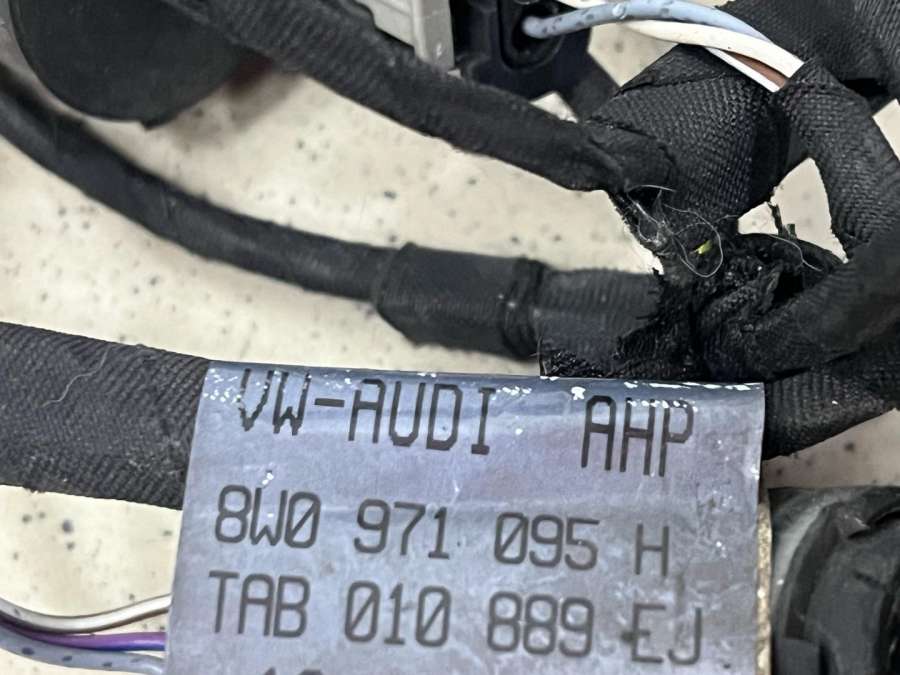 VW-AUDI AHP
8W0 971 095 H
TAB 010 889 EJ